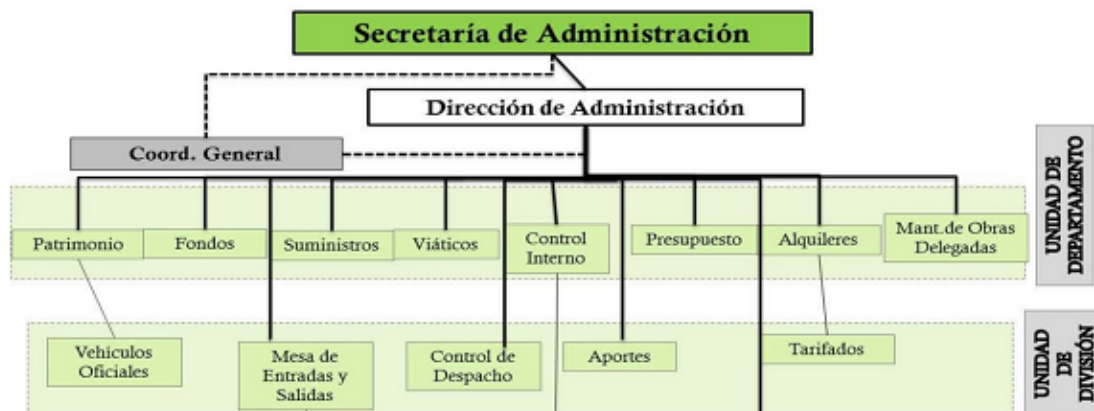 Secretaría de Administración
Dirección de Administración
Coord. General
UNIDAD DE
DEPARTAMENTO
Patrimonio
Fondos
Suministros
Viáticos
Control
Interno
Presupuesto
Alquileres
Mant.de Obras
Delegadas
Vehiculos
Oficiales
Mesa de
Entradas y
Salidas
Control de
Despacho
Aportes
Tarifados
UNIDAD
DE
DIVISIÓN